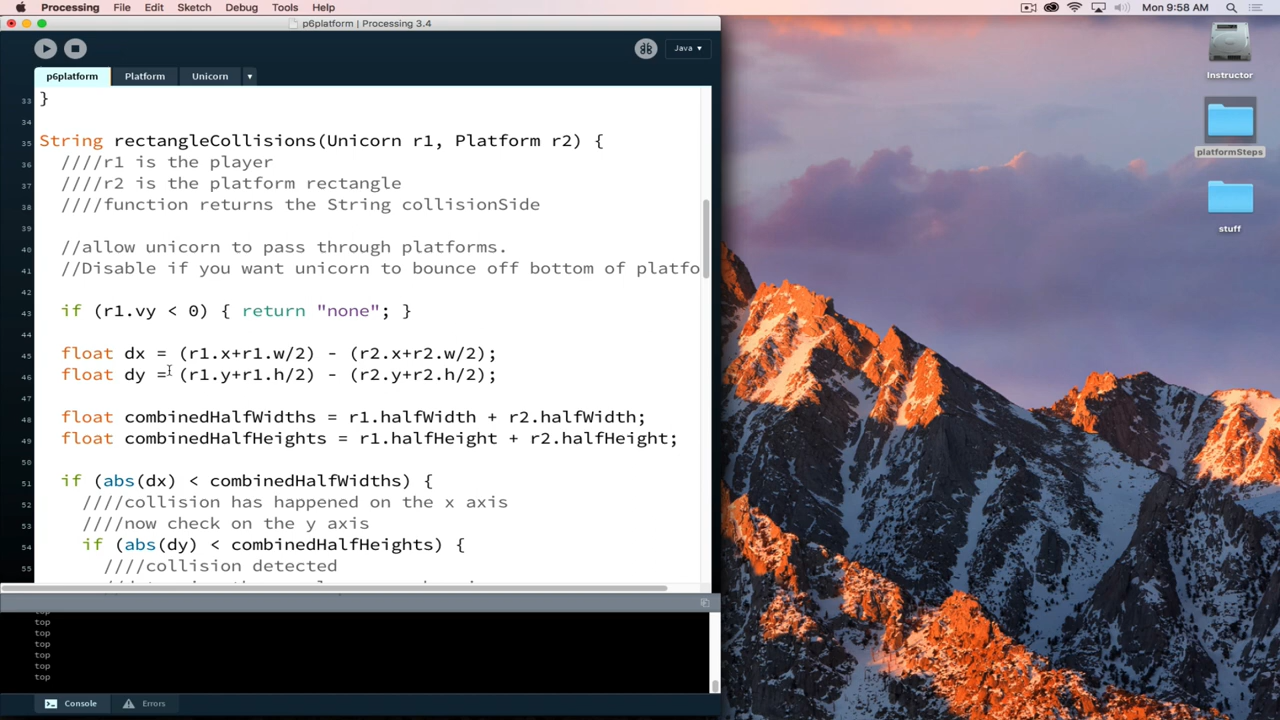 Processing File Edit Sketch Debug Tools Help Mon 9:58 AM
p6platform | Processing 3.4
Java ▾
p6platform Platform Unicorn ▾
33 }
34
35 String rectangleCollisions(Unicorn r1, Platform r2) {
36 ////r1 is the player
37 ////r2 is the platform rectangle
38 ////function returns the String collisionSide
39
40 //allow unicorn to pass through platforms.
41 //Disable if you want unicorn to bounce off bottom of platfo
42
43 if (r1.vy < 0) { return "none"; }
44
45 float dx = (r1.x+r1.w/2) - (r2.x+r2.w/2);
46 float dy = (r1.y+r1.h/2) - (r2.y+r2.h/2);
47
48 float combinedHalfWidths = r1.halfWidth + r2.halfWidth;
49 float combinedHalfHeights = r1.halfHeight + r2.halfHeight;
50
51 if (abs(dx) < combinedHalfWidths) {
52 ////collision has happened on the x axis
53 ////now check on the y axis
54 if (abs(dy) < combinedHalfHeights) {
55 ////collision detected
top
top
top
top
top
top
Console Errors
Instructor
platformSteps
stuff